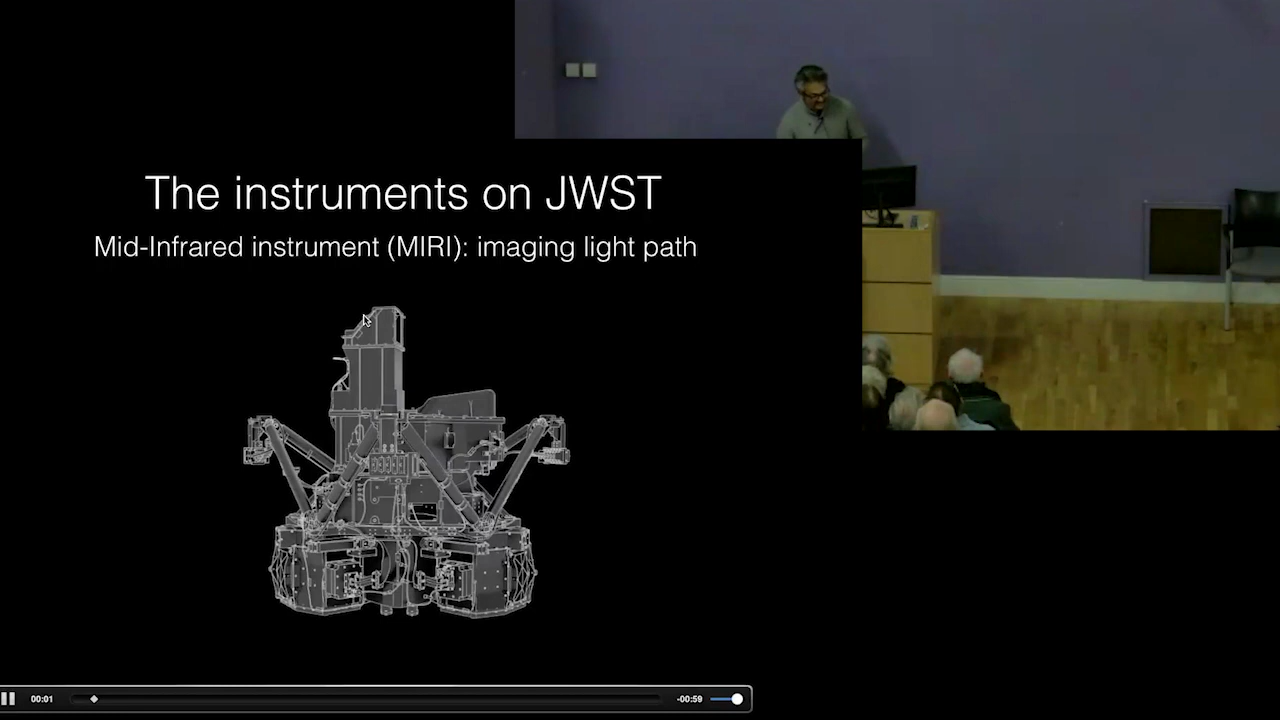 The instruments on JWST
Mid-Infrared instrument (MIRI): imaging light path
00:01
-00:59